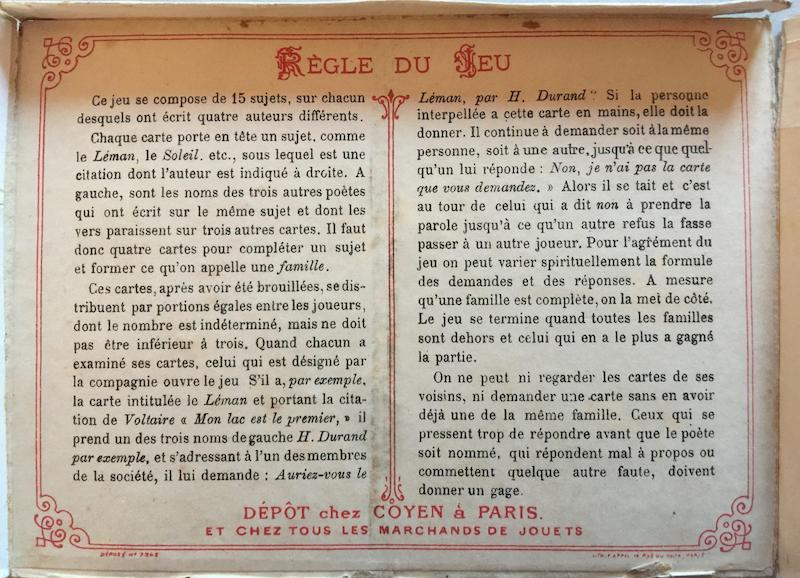 RÈGLE DU JEU
Ce jeu se compose de 15 sujets, sur chacun
desquels ont écrit quatre auteurs différents.
Chaque carte porte en tête un sujet. comme
le Léman, le Soleil. etc., sous lequel est une
citation dont l'auteur est indiqué à droite. A
gauche, sont les noms des trois autres poètes
qui ont écrit sur le même sujet et dont les
vers paraissent sur trois autres cartes. Il faut
donc quatre cartes pour compléter un sujet
et former ce qu'on appelle une famille.
Ces cartes, après avoir été brouillées, se dis-
tribuent par portions égales entre les joueurs,
dont le nombre est indéterminé, mais ne doit
pas être inférieur à trois. Quand chacun a
examiné ses cartes, celui qui est désigné par
la compagnie ouvre le jeu S'il a, par exemple,
la carte intitulée le Léman et portant la cita-
tion de Voltaire « Mon lac est le premier, » il
prend un des trois noms de gauche H. Durand
par exemple, et s'adressant à l'un des membres
de la société, il lui demande : Auriez-vous le
Léman, par H. Durand ? Si la personne
interpellée a cette carte en mains, elle doit la
donner. Il continue à demander soit à la même
personne, soit à une autre, jusqu'à ce que quel-
qu'un lui réponde : Non, je n'ai pas la carte
que vous demandez. » Alors il se tait et c'est
au tour de celui qui a dit non à prendre la
parole jusqu'à ce qu'un autre refus la fasse
passer à un autre joueur. Pour l'agrément du
jeu on peut varier spirituellement la formule
des demandes et des réponses. A mesure
qu'une famille est complète, on la met de côté.
Le jeu se termine quand toutes les familles
sont dehors et celui qui en a le plus a gagné
la partie.
On ne peut ni regarder les cartes de ses
voisins, ni demander une carte sans en avoir
déjà une de la même famille. Ceux qui se
pressent trop de répondre avant que le poète
soit nommé, qui répondent mal à propos ou
commettent quelque autre faute, doivent
donner un gage.
DÉPÔT chez COYEN à PARIS.
ET CHEZ TOUS LES MARCHANDS DE JOUETS
DÉPOSÉ Nº
LITH. F. APPEL PARIS